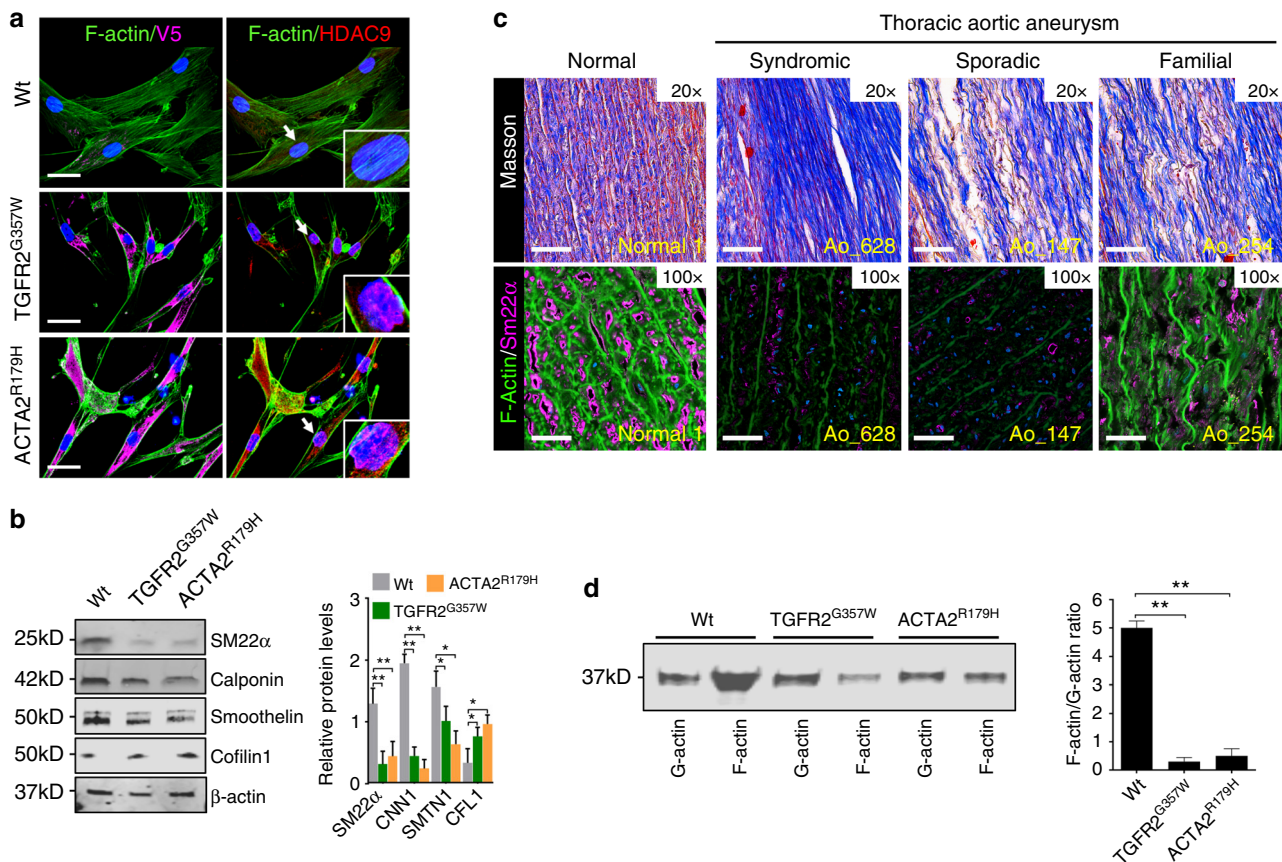 a
F-actin/V5
F-actin/HDAC9
Wt
TGFR2G357W
ACTA2R179H
c
Thoracic aortic aneurysm
Normal
Syndromic
Sporadic
Familial
Masson
20×
20×
20×
20×
Normal 1
Ao_628
Ao_147
Ao_254
F-Actin/Sm22α
100×
100×
100×
100×
Normal 1
Ao_628
Ao_147
Ao_254
b
Wt
TGFR2G357W
ACTA2R179H
25kD
SM22α
42kD
Calponin
50kD
Smoothelin
50kD
Cofilin1
37kD
β-actin
Wt
ACTA2R179H
TGFR2G357W
Relative protein levels
3
2
1
0
**
**
**
**
*
*
*
*
SM22α
CNN1
SMTN1
CFL1
d
Wt
TGFR2G357W
ACTA2R179H
37kD
G-actin
F-actin
G-actin
F-actin
G-actin
F-actin
F-actin/G-actin ratio
6
5
4
3
2
1
0
**
**
Wt
TGFR2G357W
ACTA2R179H